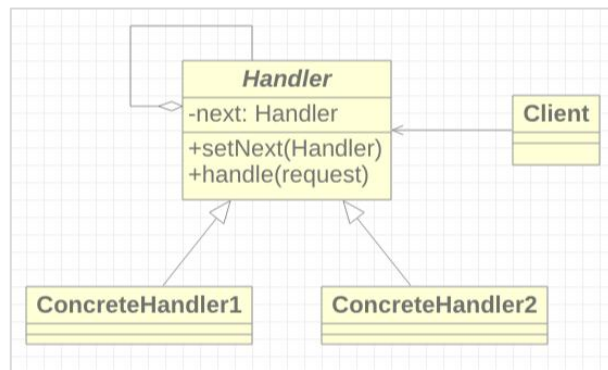 Handler
-next: Handler
+setNext(Handler)
+handle(request)
Client
ConcreteHandler1
ConcreteHandler2